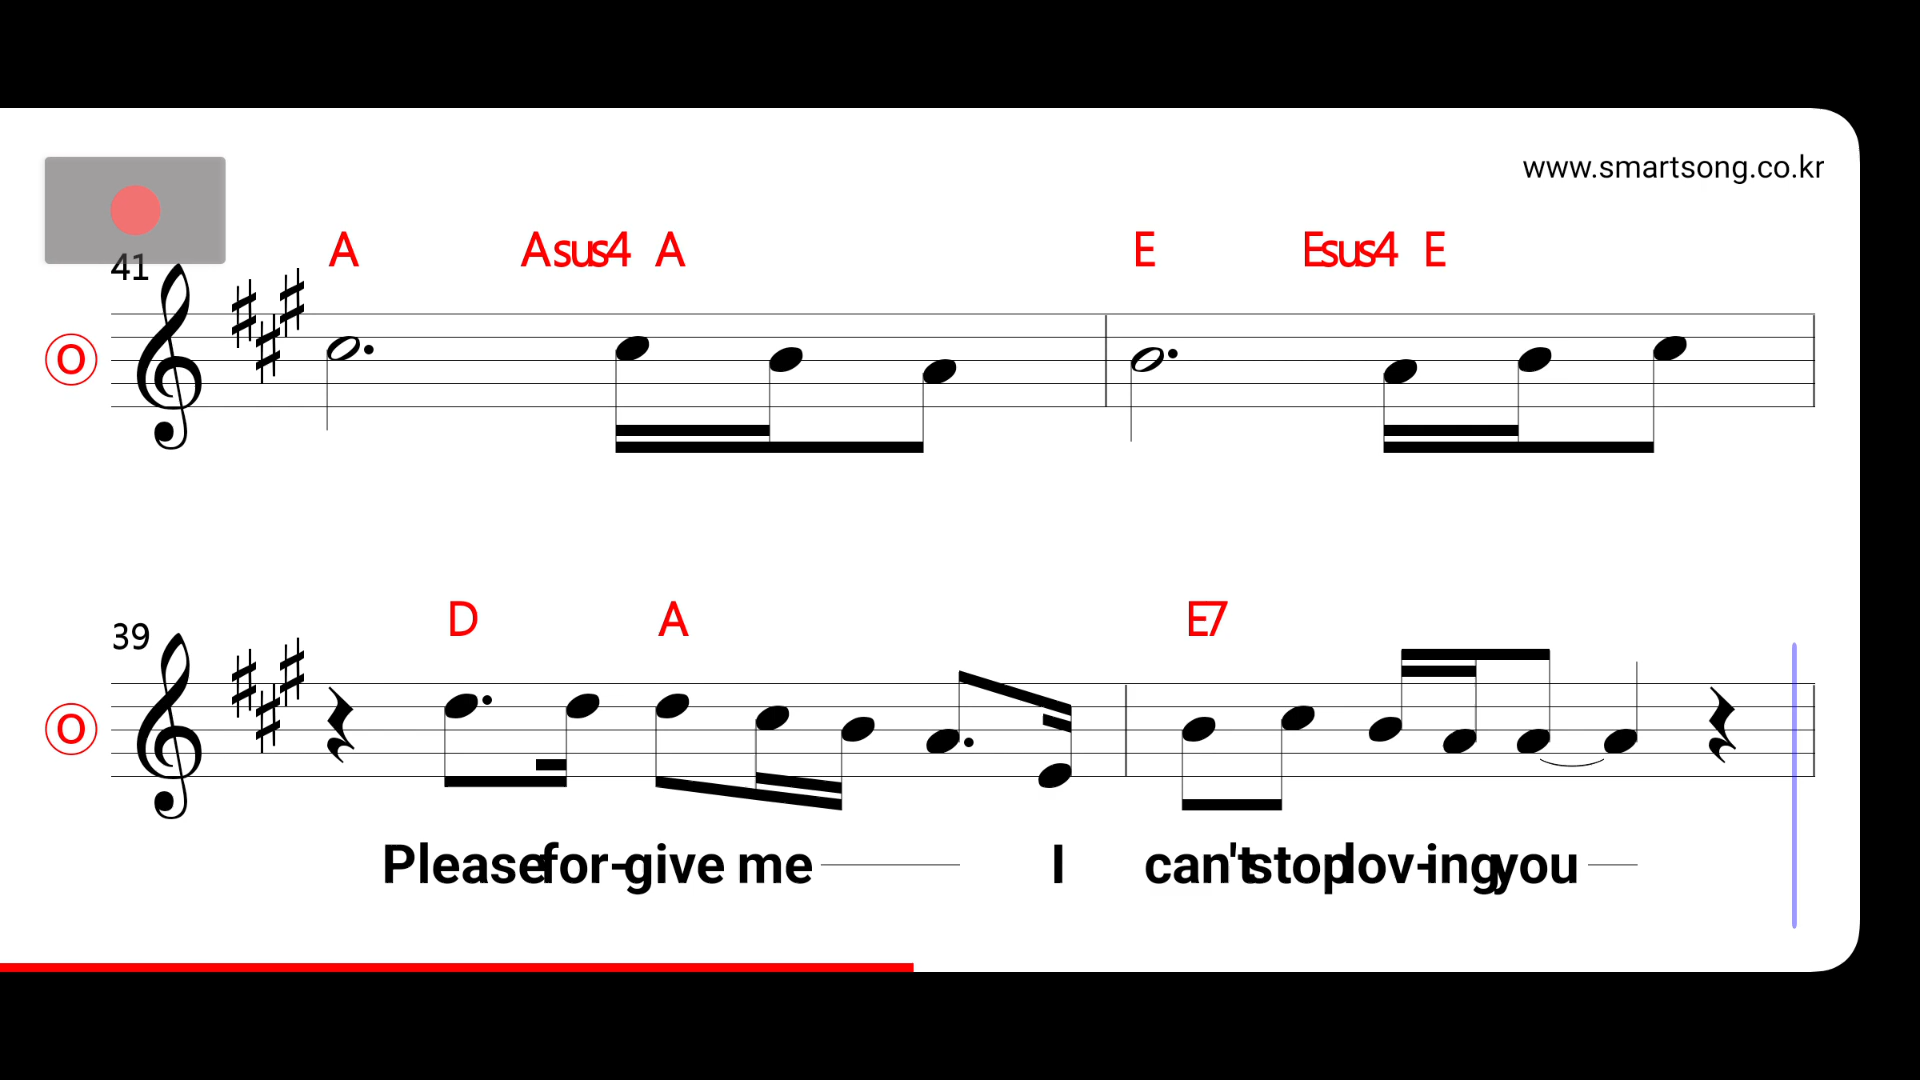 www.smartsong.co.kr
A Asus4 A E Esus4 E
41
O
D A E7
39
O
Please for-give me I can't stop lov-ing you